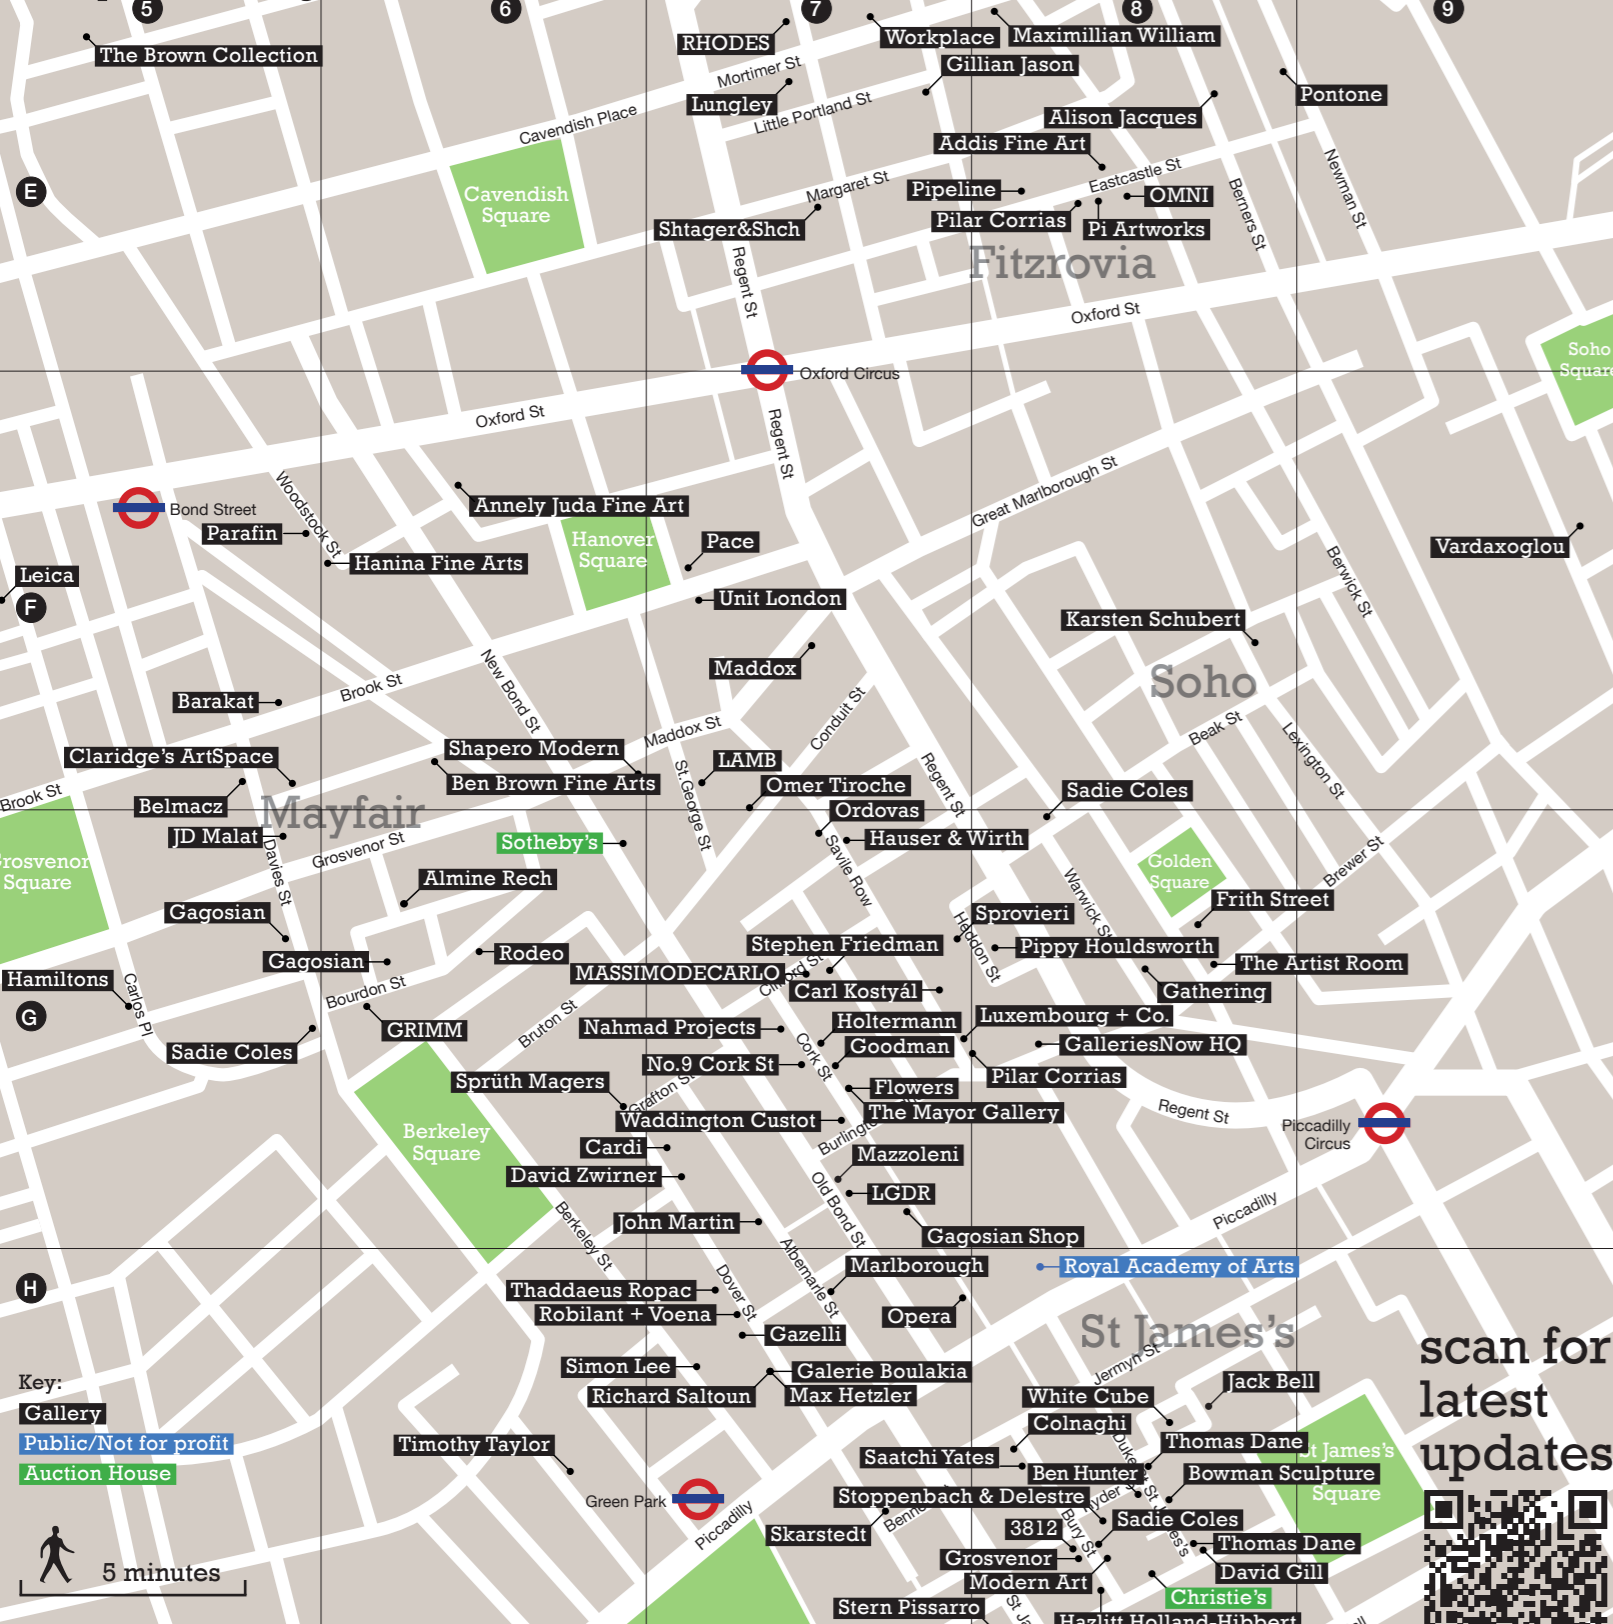 5
6
7
8
9
The Brown Collection
RHODES
Workplace
Maximillian William
Mortimer St
Gillian Jason
Lungley
Little Portland St
Pontone
Cavendish Place
Alison Jacques
Addis Fine Art
E
Cavendish
Square
Margaret St
Pipeline
Eastcastle St
OMNI
Berners St
Newman St
Shtager&Shch
Pilar Corrias
Pi Artworks
Fitzrovia
Regent St
Oxford St
Soho
Square
Oxford Circus
Oxford St
Regent St
Woodstock St
Great Marlborough St
Bond Street
Annely Juda Fine Art
Parafin
Hanover
Square
Pace
Vardaxoglou
Hanina Fine Arts
Leica
F
Unit London
Berwick St
Karsten Schubert
Maddox
Soho
New Bond St
Brook St
Barakat
Conduit St
Maddox St
Beak St
Lexington St
Claridge's ArtSpace
Shapero Modern
LAMB
Ben Brown Fine Arts
Omer Tiroche
Regent St
Sadie Coles
Brook St
Belmacz
Mayfair
St.George St
Ordovas
JD Malat
Grosvenor St
Sotheby's
Hauser & Wirth
Davies St
Savile Row
Golden
Square
Brewer St
Square
Almine Rech
Warwick St
Frith Street
Gagosian
Sprovieri
Heddon St
Stephen Friedman
Pippy Houldsworth
Gagosian
Rodeo
MASSIMODECARLO
Clifford St
The Artist Room
Hamiltons
Carlos Pl
Bourdon St
Carl Kostyál
Gathering
G
GRIMM
Bruton St
Nahmad Projects
Holtermann
Luxembourg + Co.
Sadie Coles
Cork St
Goodman
GalleriesNow HQ
No.9 Cork St
Pilar Corrias
Sprüth Magers
Grafton St
Flowers
Waddington Custot
The Mayor Gallery
Regent St
Piccadilly
Circus
Berkeley
Square
Cardi
Mazzoleni
David Zwirner
Old Bond St
LGDR
John Martin
Gagosian Shop
Piccadilly
Berkeley St
Albemarle St
H
Dover St
Marlborough
Royal Academy of Arts
Thaddaeus Ropac
Robilant + Voena
Opera
St James's
Gazelli
scan for
latest
updates
Simon Lee
Galerie Boulakia
Jermyn St
Richard Saltoun
Max Hetzler
White Cube
Jack Bell
Key:
Gallery
Public/Not for profit
Auction House
Colnaghi
Timothy Taylor
Saatchi Yates
Thomas Dane
St James's
Square
Ben Hunter
Bowman Sculpture
Green Park
Stoppenbach & Delestre
Piccadilly
Skarstedt
3812
Bury St
Sadie Coles
Grosvenor
Thomas Dane
Modern Art
David Gill
5 minutes
Christie's
Stern Pissarro
Hazlitt Holland-Hibbert